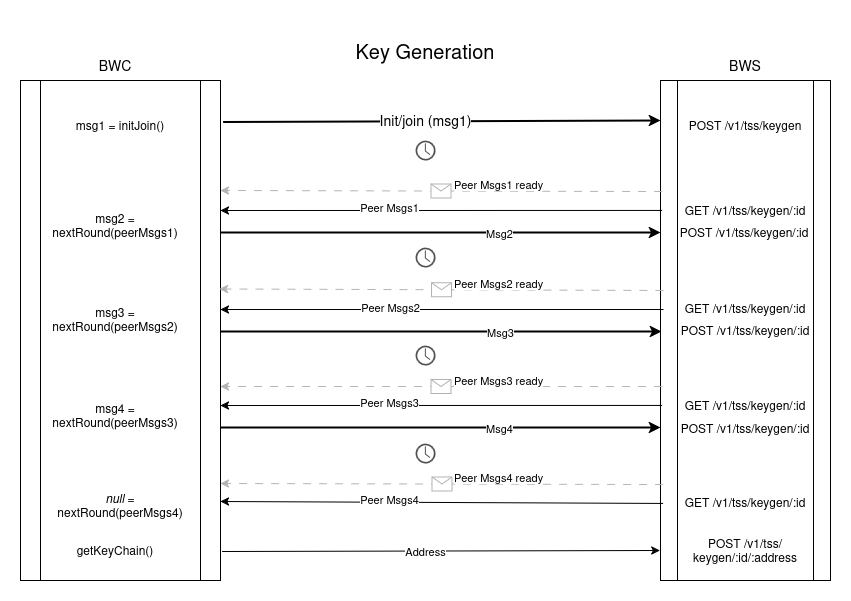 Key Generation
BWC
BWS
msg1 = initJoin()
Init/join (msg1)
POST /v1/tss/keygen
Peer Msgs1 ready
Peer Msgs1
GET /v1/tss/keygen/:id
msg2 =
nextRound(peerMsgs1)
Msg2
POST /v1/tss/keygen/:id
Peer Msgs2 ready
Peer Msgs2
GET /v1/tss/keygen/:id
msg3 =
nextRound(peerMsgs2)
Msg3
POST /v1/tss/keygen/:id
Peer Msgs3 ready
Peer Msgs3
GET /v1/tss/keygen/:id
msg4 =
nextRound(peerMsgs3)
Msg4
POST /v1/tss/keygen/:id
Peer Msgs4 ready
Peer Msgs4
GET /v1/tss/keygen/:id
null =
nextRound(peerMsgs4)
getKeyChain()
Address
POST /v1/tss/
keygen/:id/:address